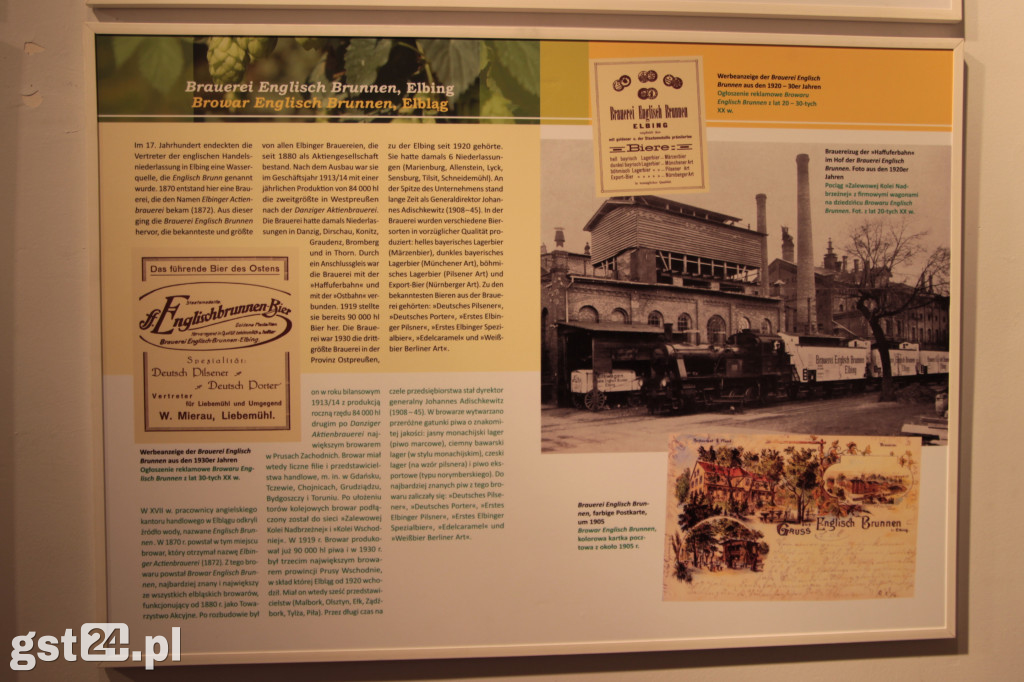 Brauerei Englisch Brunnen, Elbing
Browar Englisch Brunnen, Elbląg
Im 17. Jahrhundert endeckten die
Vertreter der englischen Handels-
niederlassung in Elbing eine Wasser-
quelle, die Englisch Brunn genannt
wurde. 1870 entstand hier eine Brau-
erei, die den Namen Elbinger Actien-
brauerei bekam (1872). Aus dieser
ging die Brauerei Englisch Brunnen
hervor, die bekannteste und größte
von allen Elbinger Brauereien, die
seit 1880 als Aktiengesellschaft
bestand. Nach dem Ausbau war sie
im Geschäftsjahr 1913/14 mit einer
jährlichen Produktion von 84 000 hl
die zweitgrößte in Westpreußen
nach der Danziger Aktienbrauerei.
Die Brauerei hatte damals Niederlas-
sungen in Danzig, Dirschau, Konitz,
Graudenz, Bromberg
und in Thorn. Durch
ein Anschlussgleis war
die Brauerei mit der
»Haffuferbahn« und
mit der »Ostbahn« ver-
bunden. 1919 stellte
sie bereits 90 000 hl
Bier her. Die Braue-
rei war 1930 die dritt-
größte Brauerei in der
Provinz Ostpreußen,
zu der Elbing seit 1920 gehörte.
Sie hatte damals 6 Niederlassun-
gen (Marienburg, Allenstein, Lyck,
Sensburg, Tilsit, Schneidemühl). An
der Spitze des Unternehmens stand
lange Zeit als Generaldirektor Johan-
nes Adischkewitz (1908–45). In der
Brauerei wurden verschiedene Bier-
sorten in vorzüglicher Qualität pro-
duziert: helles bayerisches Lagerbier
(Märzenbier), dunkles bayerisches
Lagerbier (Münchener Art), böhmi-
sches Lagerbier (Pilsener Art) und
Export-Bier (Nürnberger Art). Zu den
bekanntesten Bieren aus der Braue-
rei gehörten: »Deutsches Pilsener«,
»Deutsches Porter«, »Erstes Elbin-
ger Pilsner«, »Erstes Elbinger Spezi-
albier«, »Edelcaramel« und »Weiß-
bier Berliner Art«.
Das führende Bier des Ostens
Englischbrunnen-Bier
Brauerei Englisch-Brunnen-Elbing.
Spezialität:
Deutsch Pilsener
Deutsch Porter
Vertreter
für Liebemühl und Umgegend
W. Mierau, Liebemühl.
Werbeanzeige der Brauerei Englisch
Brunnen aus den 1930er Jahren
Ogłoszenie reklamowe Browaru Eng-
lisch Brunnen z lat 30-tych XX w.
W XVII w. pracownicy angielskiego
kantoru handlowego w Elblągu odkryli
źródło wody, nazwane Englisch Brun-
nen. W 1870 r. powstał w tym miejscu
browar, który otrzymał nazwę Elbin-
ger Actienbrauerei (1872). Z tego bro-
waru powstał Browar Englisch Brun-
nen, najbardziej znany i największy
ze wszystkich elbląskich browarów,
funkcjonujący od 1880 r. jako Towa-
rzystwo Akcyjne. Po rozbudowie był
on w roku bilansowym
1913/14 z produkcją
roczną rzędu 84 000 hl
drugim po Danziger
Aktienbrauerei naj-
większym browarem
w Prusach Zachodnich. Browar miał
wtedy liczne filie i przedstawiciel-
stwa handlowe, m. in. w Gdańsku,
Tczewie, Chojnicach, Grudziądzu,
Bydgoszczy i Toruniu. Po ułożeniu
torów kolejowych browar podłą-
czony został do sieci »Zalewowej
Kolei Nadbrzeżnej« i »Kolei Wschod-
niej«. W 1919 r. Browar produko-
wał już 90 000 hl piwa i w 1930 r.
był trzecim największym browa-
rem prowincji Prusy Wschodnie,
w skład której Elbląg od 1920 wcho-
dził. Miał on wtedy sześć przedstawi-
cielstw (Malbork, Olsztyn, Ełk, Ządź-
bork, Tylża, Piła). Przez długi czas na
czele przedsiębiorstwa stał dyrektor
generalny Johannes Adischkewitz
(1908–45). W browarze wytwarzano
przeróżne gatunki piwa o znakomi-
tej jakości: jasny monachijski lager
(piwo marcowe), ciemny bawarski
lager (w stylu monachijskim), czeski
lager (na wzór pilsnera) i piwo eks-
portowe (typu norymberskiego). Do
najbardziej znanych piw z tego bro-
waru zaliczały się: »Deutsches Pilse-
ner«, »Deutsches Porter«, »Erstes
Elbinger Pilsner«, »Erstes Elbinger
Spezialbier«, »Edelcaramel« und
»Weißbier Berliner Art«.
Brauerei Englisch Brunnen
ELBING
Biere:
hell bayrisch Lagerbier - Märzenbier
dunkel bayrisch Lagerbier - Münchener Art
Pilsener Art
Export-Bier
Nürnberger Art
Werbeanzeige der Brauerei Englisch
Brunnen aus den 1920 – 30er Jahren
Ogłoszenie reklamowe Browaru
Englisch Brunnen z lat 20 – 30-tych
XX w.
Brauereizug der »Haffuferbahn«
im Hof der Brauerei Englisch
Brunnen. Foto aus den 1920er
Jahren
Pociąg »Zalewowej Kolei Nad-
brzeżnej« z firmowymi wagonami
na dziedzińcu Browaru Englisch
Brunnen. Fot. z lat 20-tych XX w.
Brauerei Englisch Brunnen
Elbing
Brauerei Englisch Brun-
nen, farbige Postkarte,
um 1905
Browar Englisch Brunnen,
kolorowa kartka pocz-
towa z około 1905 r.
Gruss aus Englisch Brunnen
b. Elbing
gst24.pl